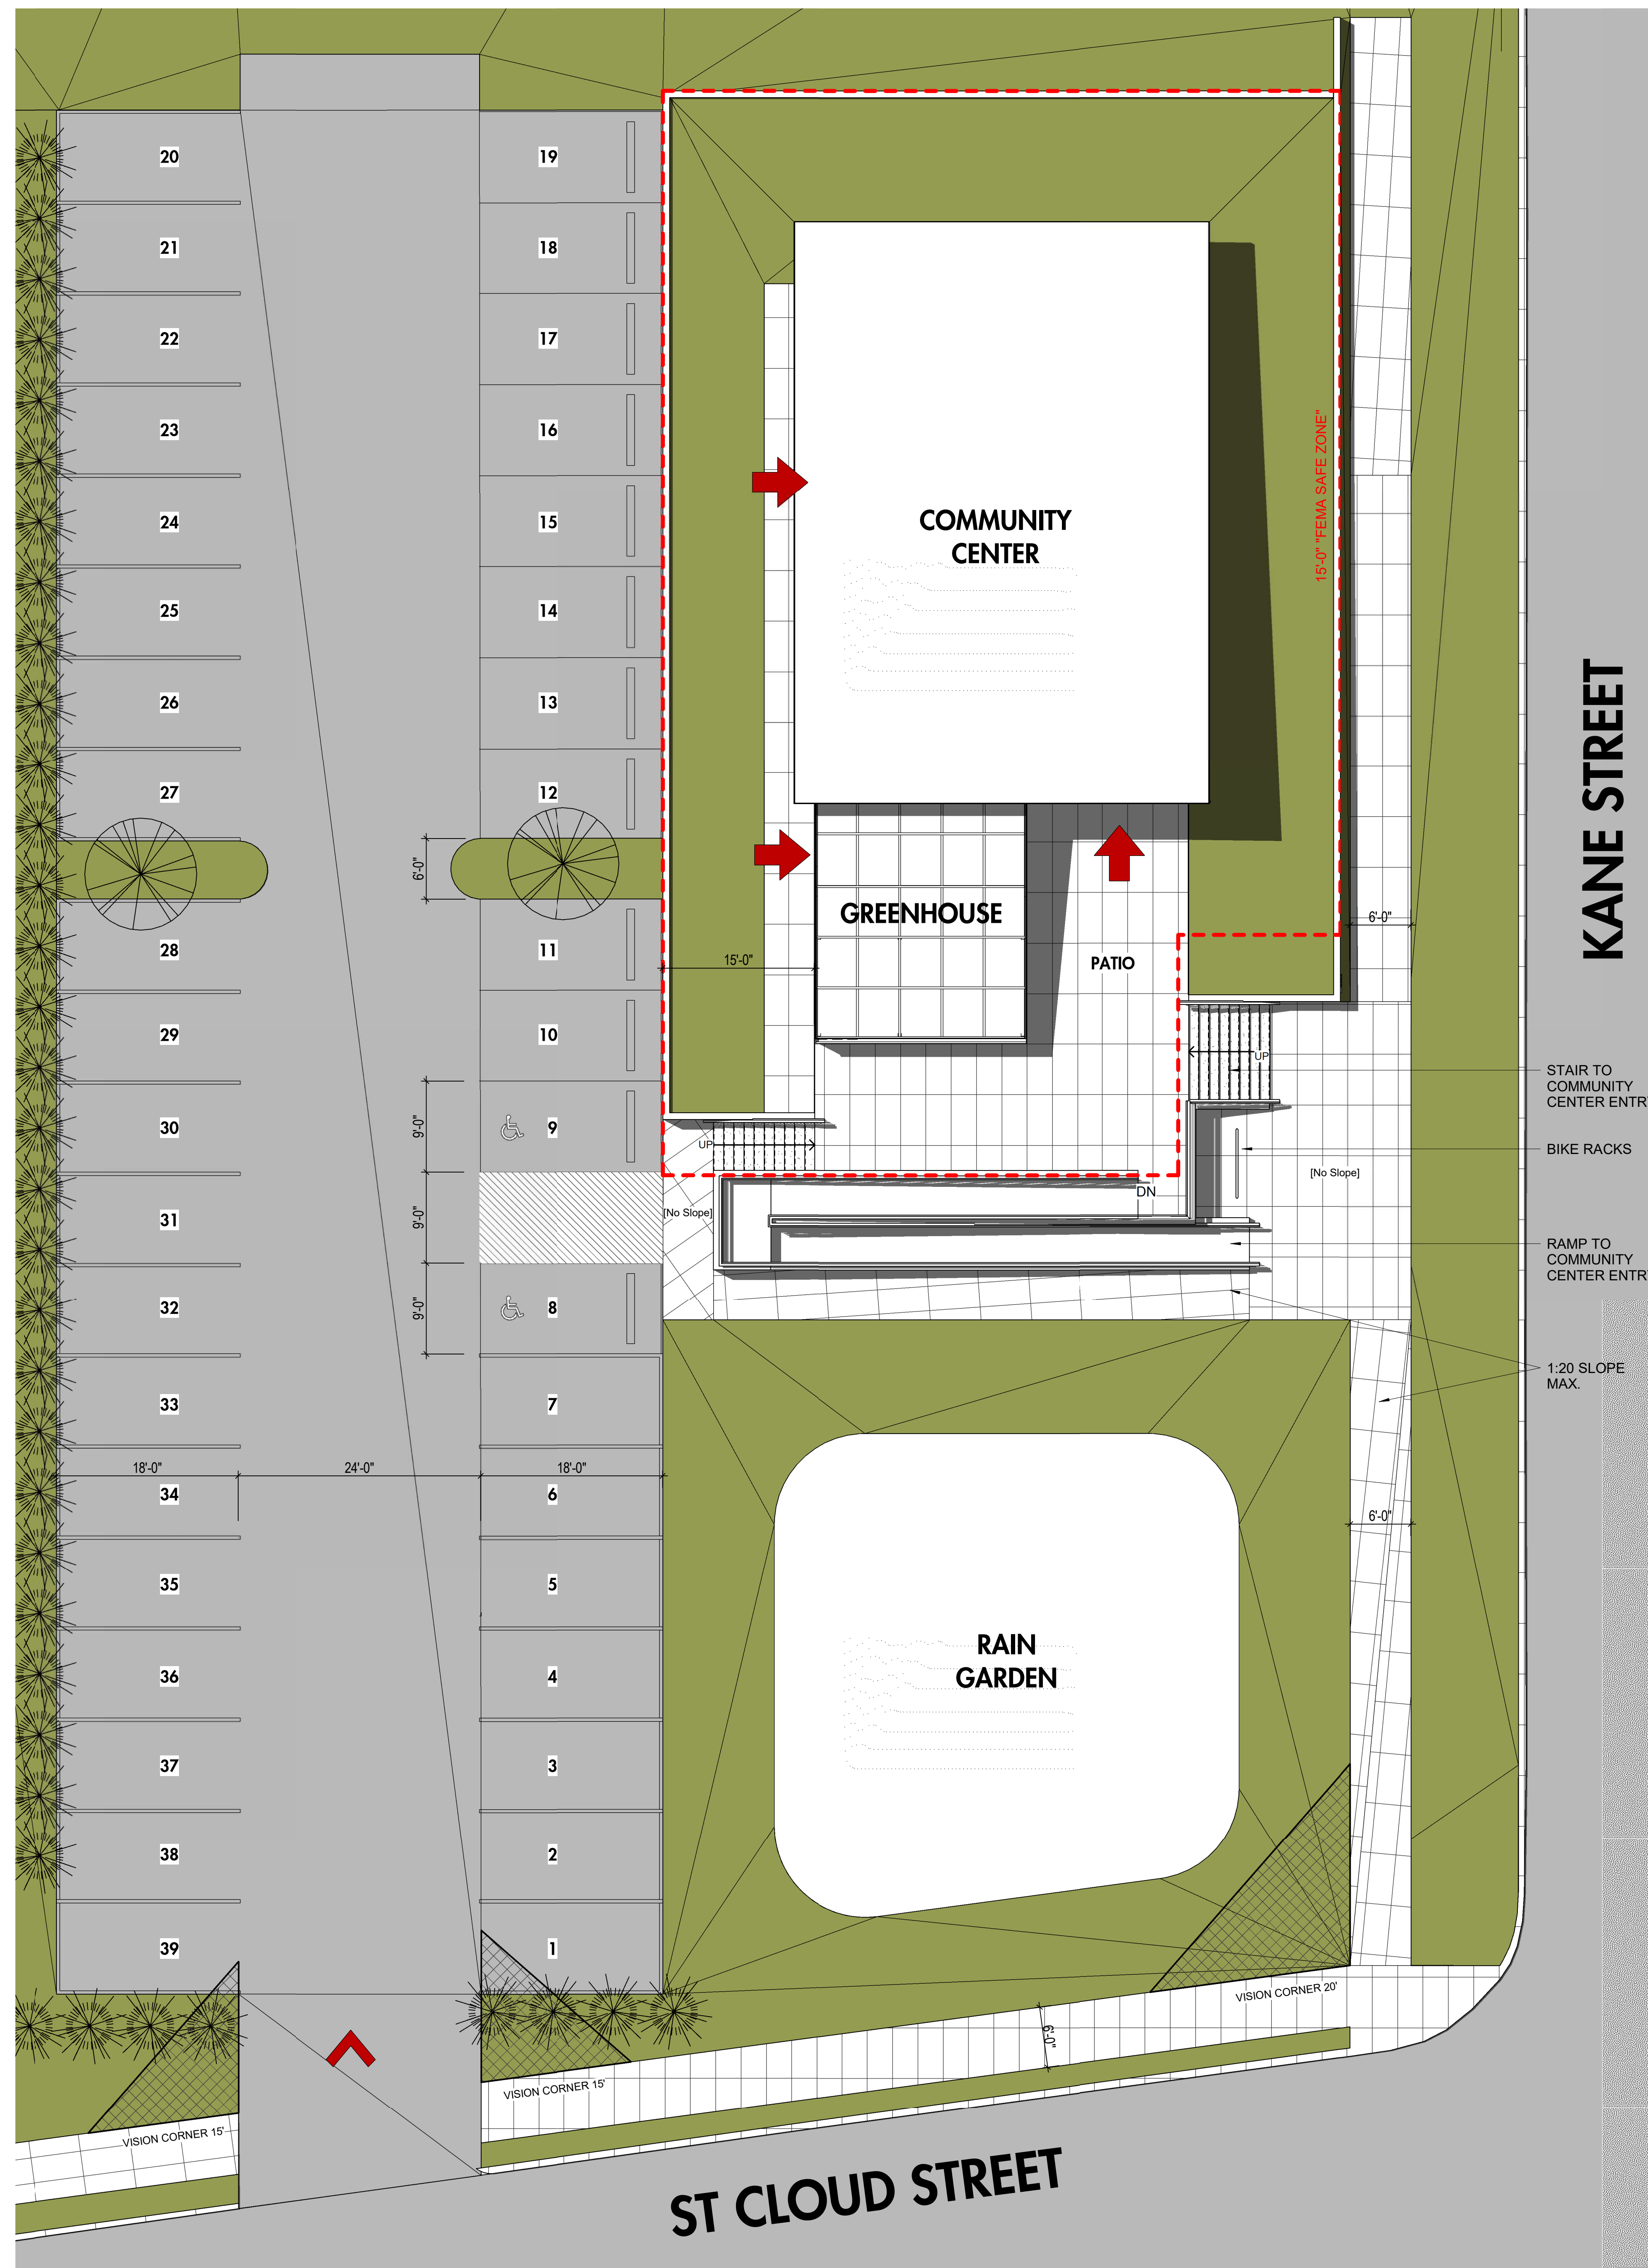 20
19
21
18
22
17
23
16
15'-0" "FEMA SAFE ZONE"
24
15
COMMUNITY
CENTER
25
14
26
13
KANE STREET
27
12
6'-0"
GREENHOUSE
6'-0"
28
11
15'-0"
PATIO
29
10
UP
STAIR TO
COMMUNITY
CENTER ENTR
30
9'-0"
9
UP
BIKE RACKS
[No Slope]
DN
31
9'-0"
[No Slope]
RAMP TO
COMMUNITY
CENTER ENTR
32
9'-0"
8
1:20 SLOPE
MAX.
33
7
18'-0"
24'-0"
18'-0"
34
6
6'-0"
35
5
RAIN
GARDEN
36
4
37
3
38
2
39
1
VISION CORNER 20'
6'-0"
VISION CORNER 15'
VISION CORNER 15'
ST CLOUD STREET